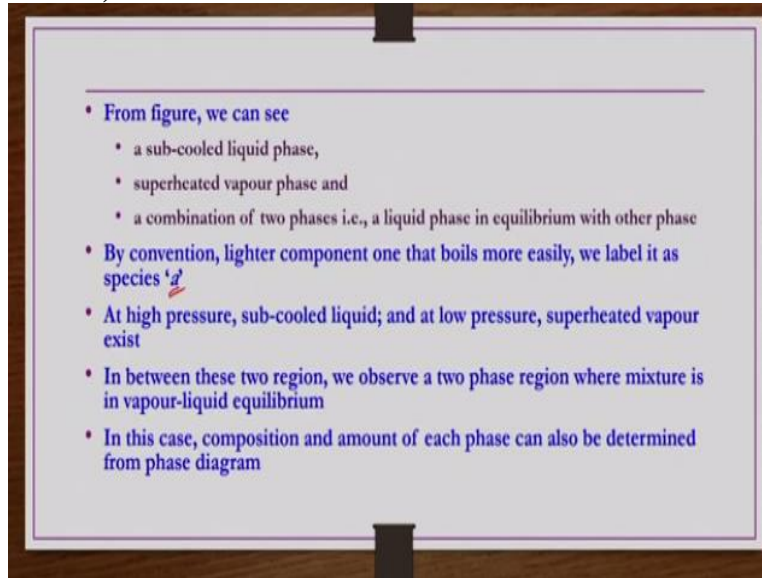 • From figure, we can see
• a sub-cooled liquid phase,
• superheated vapour phase and
• a combination of two phases i.e., a liquid phase in equilibrium with other phase
• By convention, lighter component one that boils more easily, we label it as
species ‘a’
• At high pressure, sub-cooled liquid; and at low pressure, superheated vapour
exist
• In between these two region, we observe a two phase region where mixture is
in vapour-liquid equilibrium
• In this case, composition and amount of each phase can also be determined
from phase diagram